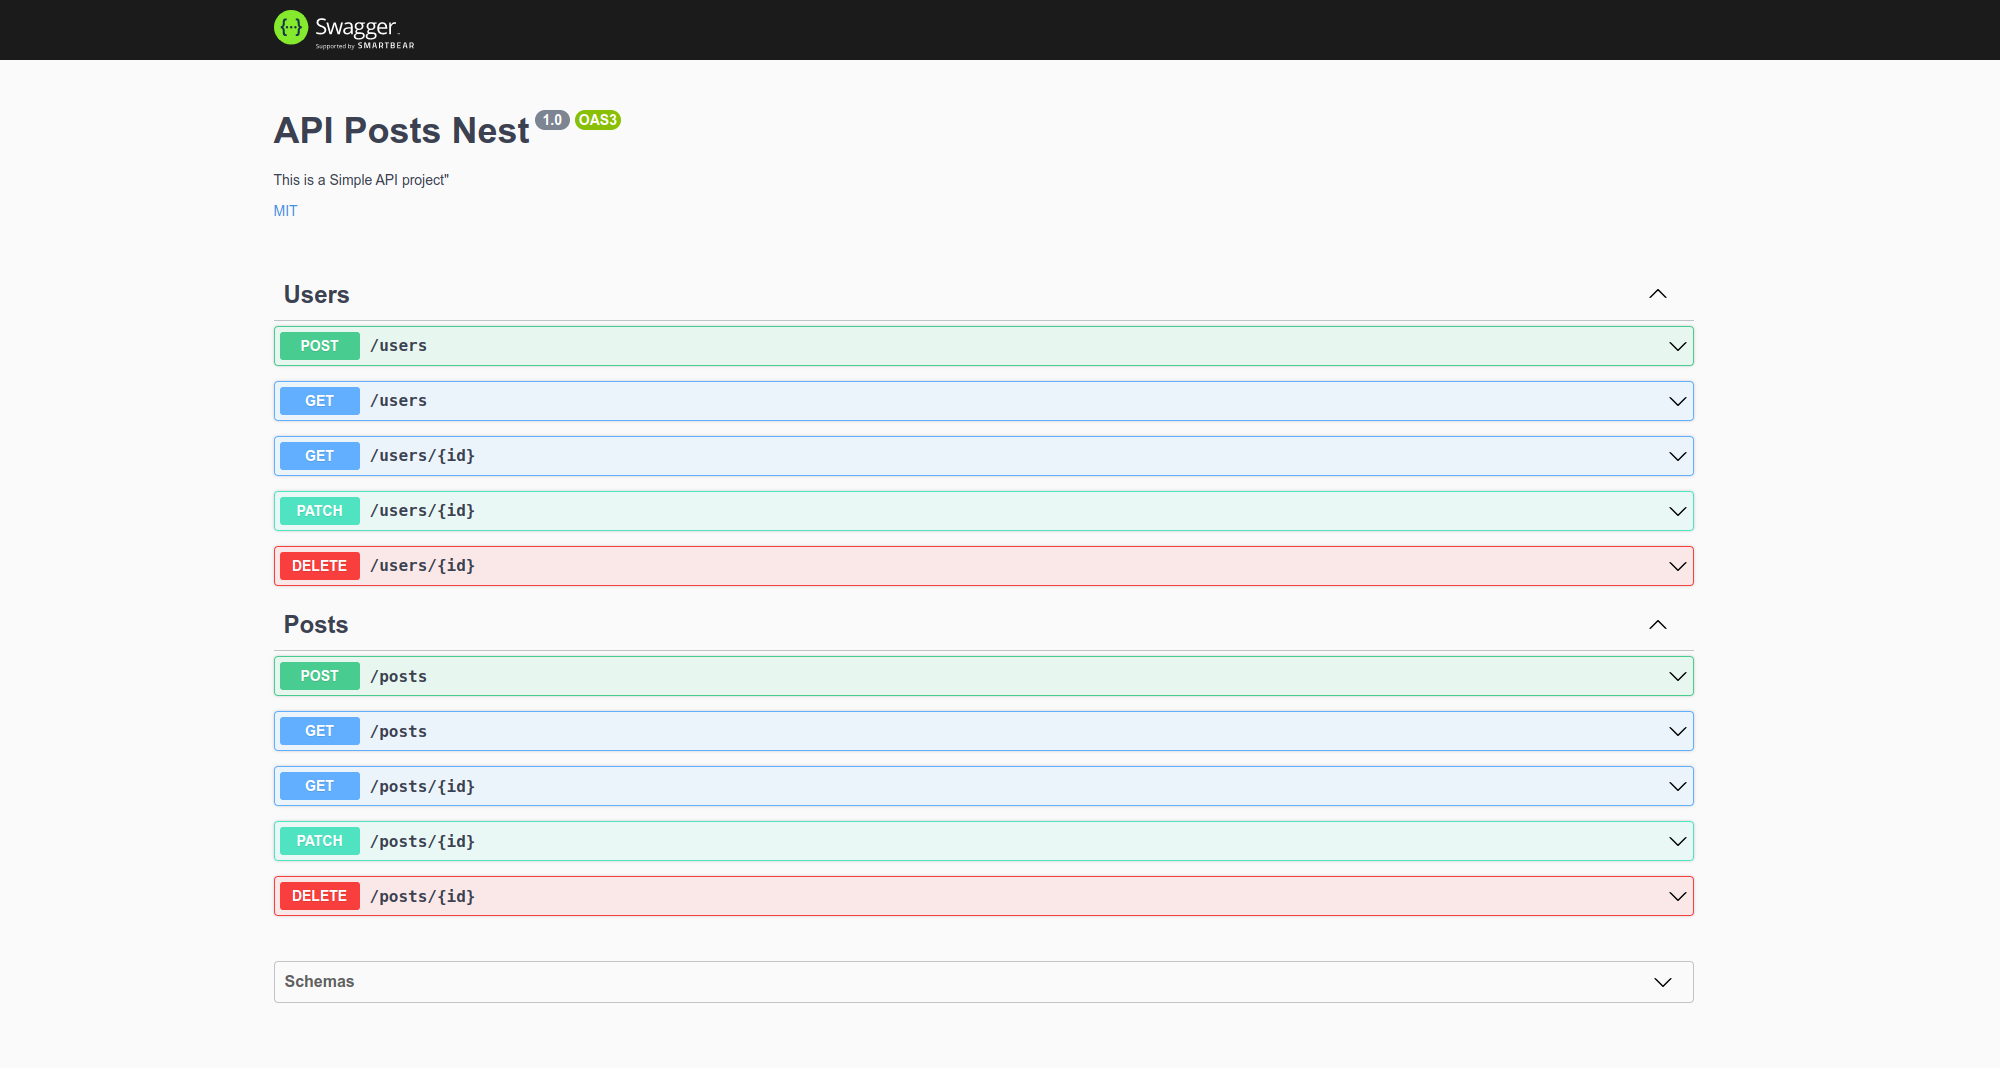 {···} Swagger
Supported by SMARTBEAR
API Posts Nest 1.0 OAS3
This is a Simple API project"
MIT
Users
POST /users
GET /users
GET /users/{id}
PATCH /users/{id}
DELETE /users/{id}
Posts
POST /posts
GET /posts
GET /posts/{id}
PATCH /posts/{id}
DELETE /posts/{id}
Schemas